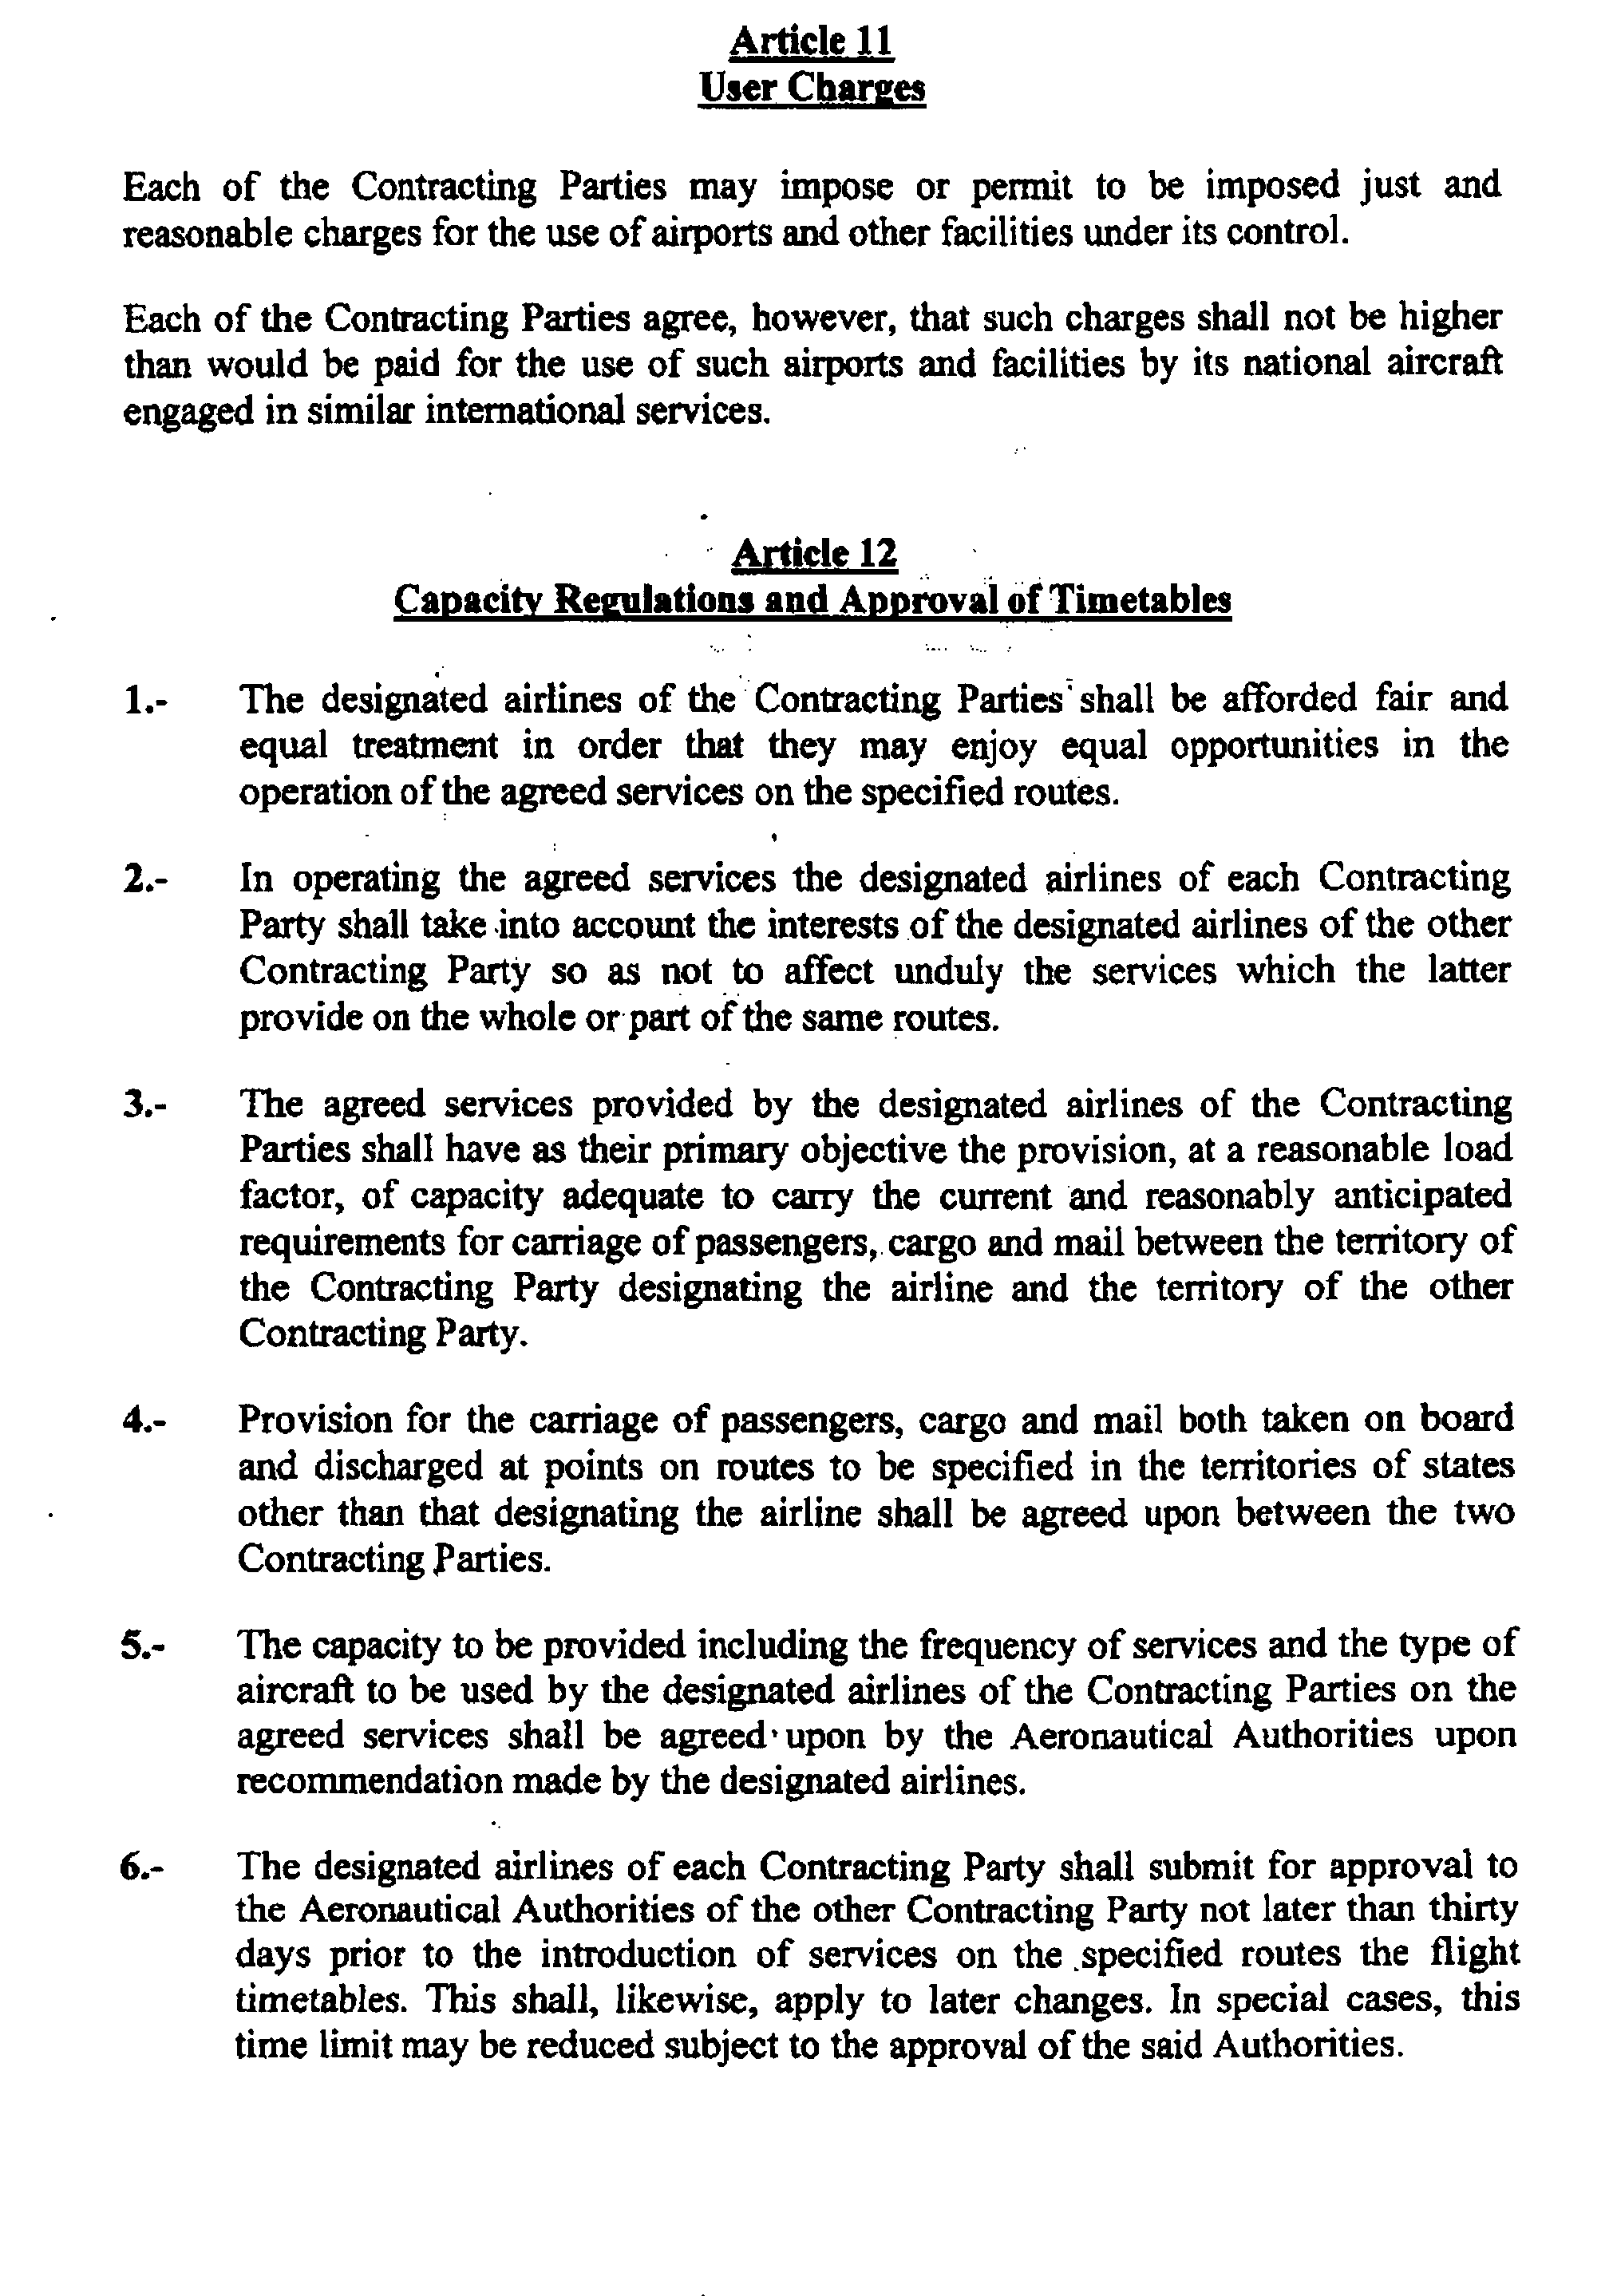 Article 11
User Charges
Each of the Contracting Parties may impose or permit to be imposed just and
reasonable charges for the use of airports and other facilities under its control.
Each of the Contracting Parties agree, however, that such charges shall not be higher
than would be paid for the use of such airports and facilities by its national aircraft
engaged in similar international services.
Article 12
Capacity Regulations and Approval of Timetables
1.- The designated airlines of the Contracting Parties shall be afforded fair and
equal treatment in order that they may enjoy equal opportunities in the
operation of the agreed services on the specified routes.
2.- In operating the agreed services the designated airlines of each Contracting
Party shall take into account the interests of the designated airlines of the other
Contracting Party so as not to affect unduly the services which the latter
provide on the whole or part of the same routes.
3.- The agreed services provided by the designated airlines of the Contracting
Parties shall have as their primary objective the provision, at a reasonable load
factor, of capacity adequate to carry the current and reasonably anticipated
requirements for carriage of passengers, cargo and mail between the territory of
the Contracting Party designating the airline and the territory of the other
Contracting Party.
4.- Provision for the carriage of passengers, cargo and mail both taken on board
and discharged at points on routes to be specified in the territories of states
other than that designating the airline shall be agreed upon between the two
Contracting Parties.
5.- The capacity to be provided including the frequency of services and the type of
aircraft to be used by the designated airlines of the Contracting Parties on the
agreed services shall be agreed upon by the Aeronautical Authorities upon
recommendation made by the designated airlines.
6.- The designated airlines of each Contracting Party shall submit for approval to
the Aeronautical Authorities of the other Contracting Party not later than thirty
days prior to the introduction of services on the specified routes the flight
timetables. This shall, likewise, apply to later changes. In special cases, this
time limit may be reduced subject to the approval of the said Authorities.